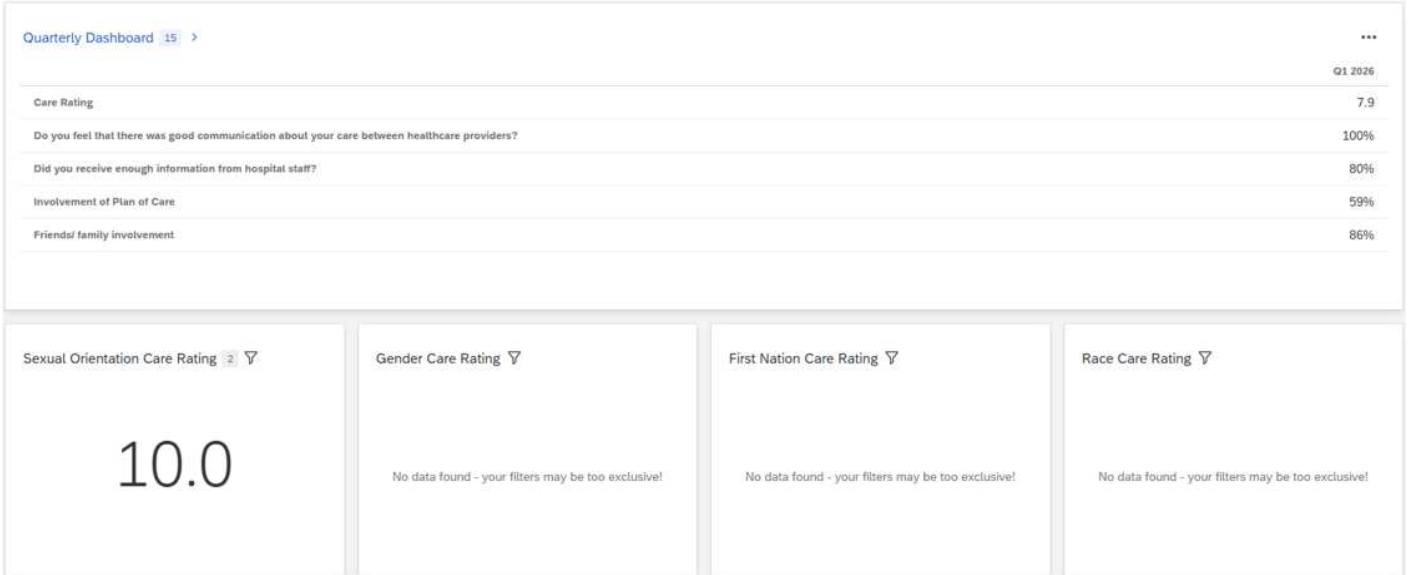 Quarterly Dashboard 15 >
•••
Q1 2026
Care Rating 7.9
Do you feel that there was good communication about your care between healthcare providers? 100%
Did you receive enough information from hospital staff? 80%
Involvement of Plan of Care 59%
Friends/ family involvement 86%
Sexual Orientation Care Rating 2
10.0
Gender Care Rating
No data found - your filters may be too exclusive!
First Nation Care Rating
No data found - your filters may be too exclusive!
Race Care Rating
No data found - your filters may be too exclusive!